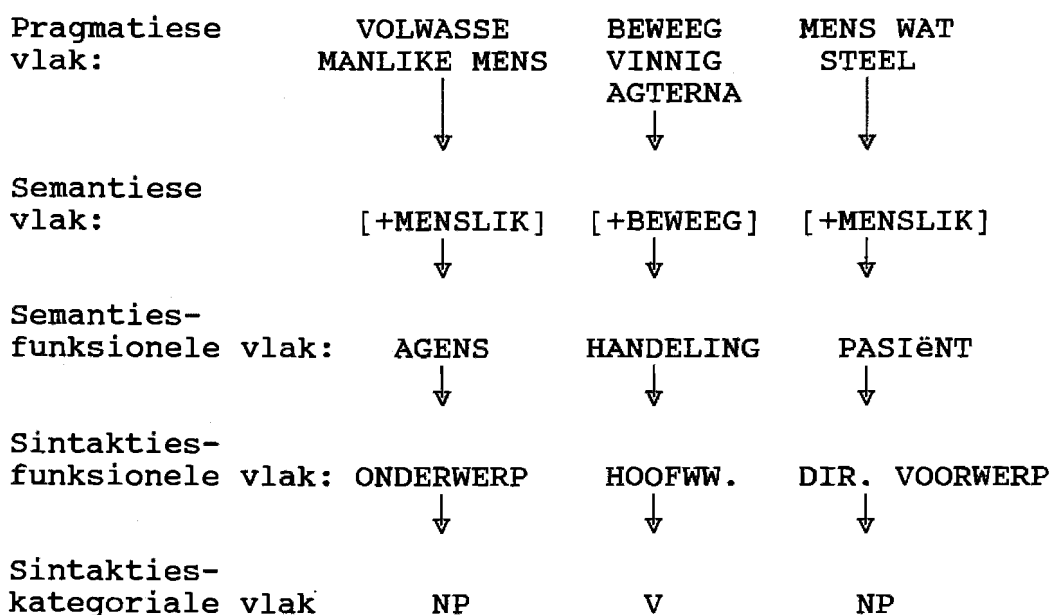 Pragmatiese VOLWASSE BEWEEG MENS WAT
vlak: MANLIKE MENS VINNIG STEEL
AGTERNA
Semantiese
vlak: [+MENSLIK] [+BEWEEG] [+MENSLIK]
Semanties-
funksionele vlak: AGENS HANDELING PASIëNT
Sintakties-
funksionele vlak: ONDERWERP HOOFWW. DIR. VOORWERP
Sintakties-
kategoriale vlak NP V NP